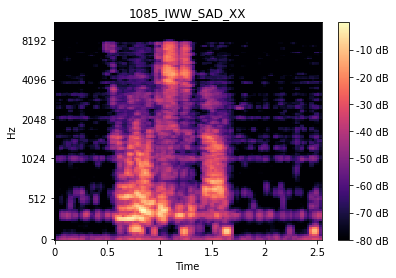 1085_IWW_SAD_XX
8192
4096
2048
1024
512
0
Hz
0
0.5
1
1.5
2
2.5
Time
-10 dB
-20 dB
-30 dB
-40 dB
-50 dB
-60 dB
-70 dB
-80 dB